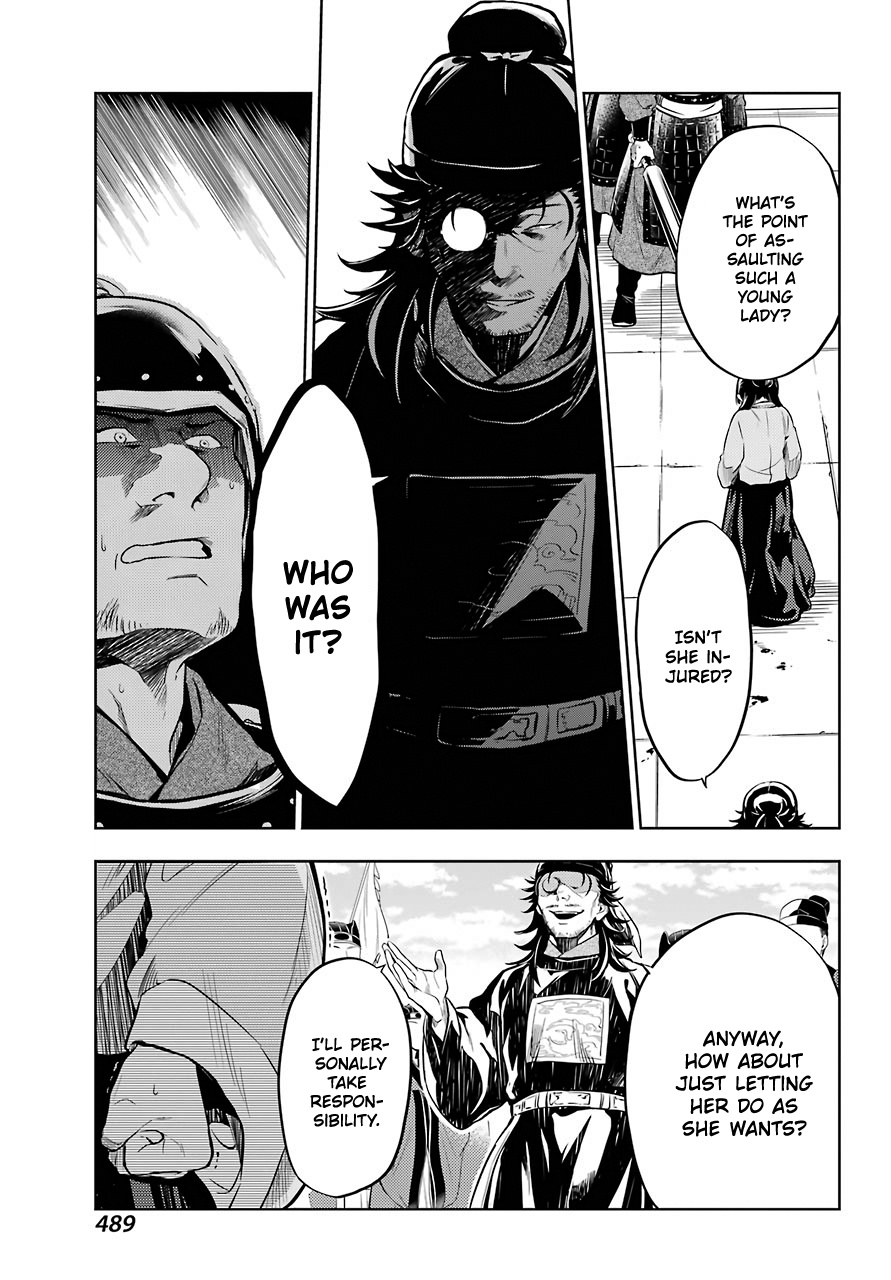 WHAT'S
THE POINT
OF AS-
SAULTING
SUCH A
YOUNG
LADY?
ISN'T
SHE IN-
JURED?
WHO
WAS
IT?
ANYWAY,
HOW ABOUT
JUST LETTING
HER DO AS
SHE WANTS?
I'LL PER-
SONALLY
TAKE
RESPON-
SIBILITY.
489